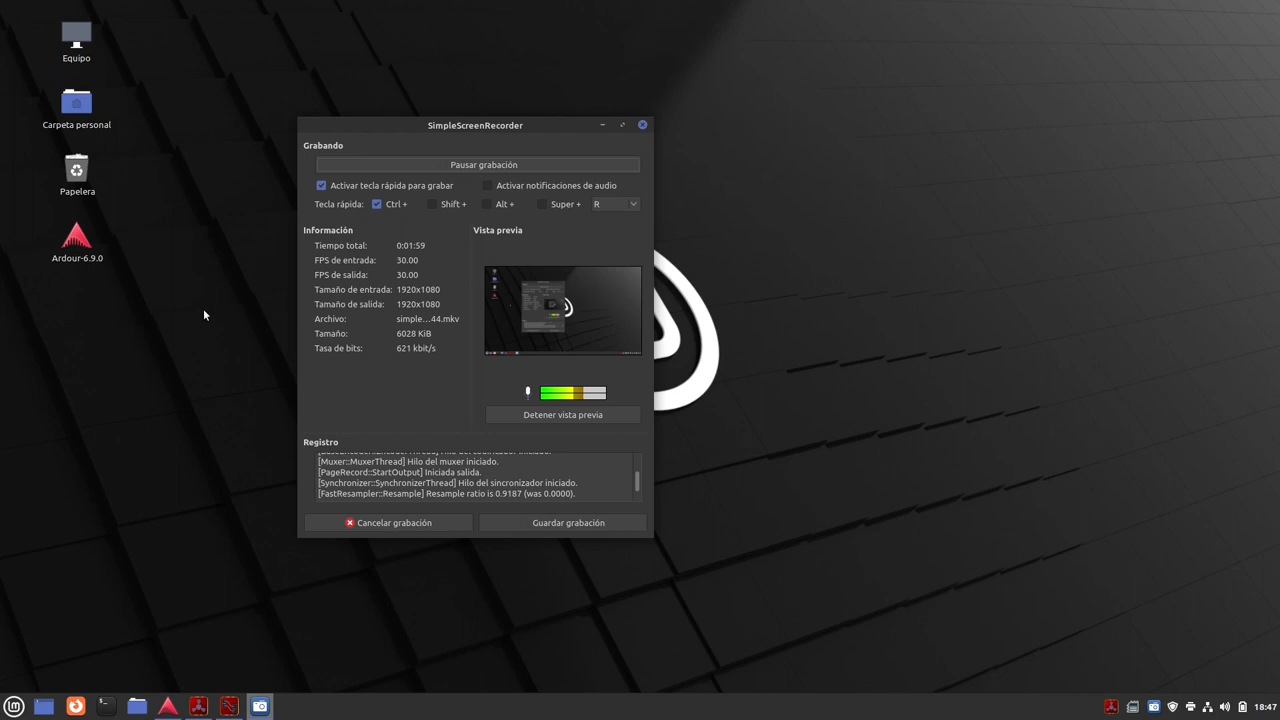 Equipo
Carpeta personal
Papelera
Ardour-6.9.0
SimpleScreenRecorder
Grabando
Pausar grabación
Activar tecla rápida para grabar
Activar notificaciones de audio
Tecla rápida:
Ctrl +
Shift +
Alt +
Super +
R
Información
Tiempo total: 0:01:59
FPS de entrada: 30.00
FPS de salida: 30.00
Tamaño de entrada: 1920x1080
Tamaño de salida: 1920x1080
Archivo: simple...44.mkv
Tamaño: 6028 KiB
Tasa de bits: 621 kbit/s
Vista previa
Detener vista previa
Registro
[Muxer::MuxerThread] Hilo del muxer iniciado.
[PageRecord::StartOutput] Iniciada salida.
[Synchronizer::SynchronizerThread] Hilo del sincronizador iniciado.
[FastResampler::Resample] Resample ratio is 0.9187 (was 0.0000).
Cancelar grabación
Guardar grabación
18:47